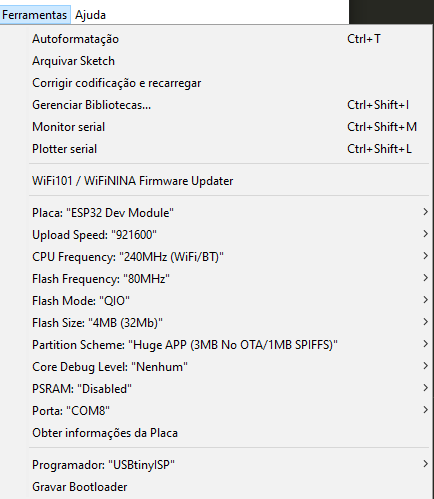 Ferramentas Ajuda
Autoformatação Ctrl+T
Arquivar Sketch
Corrigir codificação e recarregar
Gerenciar Bibliotecas... Ctrl+Shift+I
Monitor serial Ctrl+Shift+M
Plotter serial Ctrl+Shift+L
WiFi101 / WiFiNINA Firmware Updater
Placa: "ESP32 Dev Module"
Upload Speed: "921600"
CPU Frequency: "240MHz (WiFi/BT)"
Flash Frequency: "80MHz"
Flash Mode: "QIO"
Flash Size: "4MB (32Mb)"
Partition Scheme: "Huge APP (3MB No OTA/1MB SPIFFS)"
Core Debug Level: "Nenhum"
PSRAM: "Disabled"
Porta: "COM8"
Obter informações da Placa
Programador: "USBtinyISP"
Gravar Bootloader